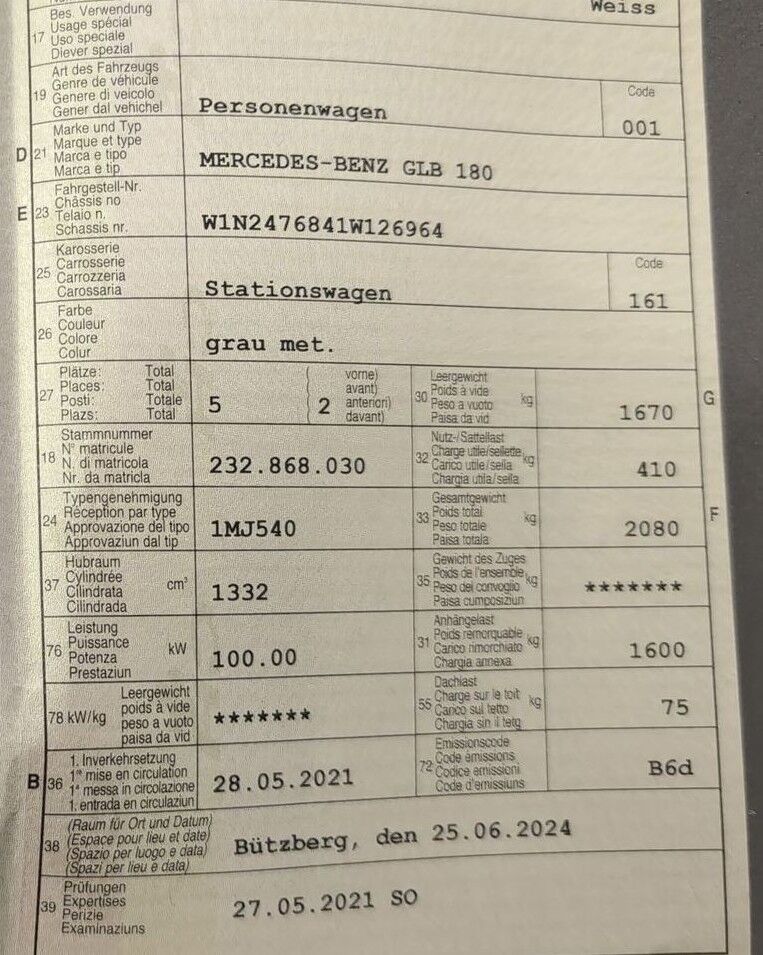 Weiss
Bes. Verwendung
Usage spécial
17 Uso speciale
Diever spezial
Art des Fahrzeugs
Genre de véhicule
19 Genere di veicolo
Gener dal vehichel
Personenwagen
Code
001
Marke und Typ
Marque et type
D 21 Marca e tipo
Marca e tip
MERCEDES-BENZ GLB 180
Fahrgestell-Nr.
Châssis no
E 23 Telaio n.
Schassis nr.
W1N2476841W126964
Karosserie
Carrosserie
25 Carrozzeria
Carossaria
Stationswagen
Code
161
Farbe
Couleur
26 Colore
Colur
grau met.
Plätze: Total
Places: Total
27 Posti: Totale
Plazs: Total
5
(2
vorne)
avant)
anteriori)
davant)
Leergewicht
30 Poids à vide kg
Peso a vuoto
Paisa da vid
1670
G
Stammnummer
N° matricule
18 N. di matricola
Nr. da matricla
232.868.030
Nutz-/Sattellast
32 Charge utile/sellette kg
Carico utile/sella
Chargia utila/sella
410
Typengenehmigung
Réception par type
24 Approvazione del tipo
Approvaziun dal tip
1MJ540
Gesamtgewicht
33 Poids total kg
Peso totale
Paisa totala
2080
F
Hubraum
37 Cylindrée cm³
Cilindrata
Cilindrada
1332
Gewicht des Zuges
35 Poids de l'ensemble kg
Peso del convoglio
Paisa cumposiziun
*******
Leistung
76 Puissance kW
Potenza
Prestaziun
100.00
Anhängelast
31 Poids remorquable kg
Carico rimorchiato
Chargia annexa
1600
Leergewicht
78 kW/kg poids à vide
peso a vuoto
paisa da vid
*******
Dachlast
55 Charge sur le toit kg
Carico sul tetto
Chargia sin il tetg
75
1. Inverkehrsetzung
B 36 1re mise en circulation
1a messa in circolazione
1. entrada en circulaziun
28.05.2021
Emissionscode
72 Code émissions
Codice emissioni
Code d'emissiuns
B6d
(Raum für Ort und Datum)
38 (Espace pour lieu et date)
(Spazio per luogo e data)
(Spazi per lieu e data)
Bützberg, den 25.06.2024
Prüfungen
39 Expertises
Perizie
Examinaziuns
27.05.2021 SO